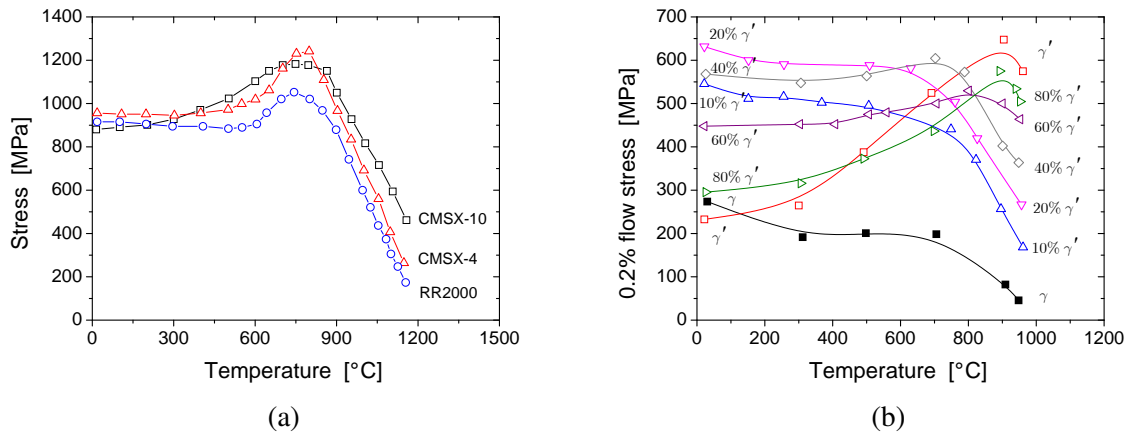 1400
1200
1000
800
600
400
200
0
0 300 600 900 1200 1500
Stress [MPa]
Temperature [°C]
CMSX-10
CMSX-4
RR2000
(a)
700
600
500
400
300
200
100
0
0 200 400 600 800 1000 1200
0.2% flow stress [MPa]
Temperature [°C]
20% γ′
40% γ′
10% γ′
60% γ′
80% γ′
γ
γ′
γ′
80% γ′
60% γ′
40% γ′
20% γ′
10% γ′
γ
(b)